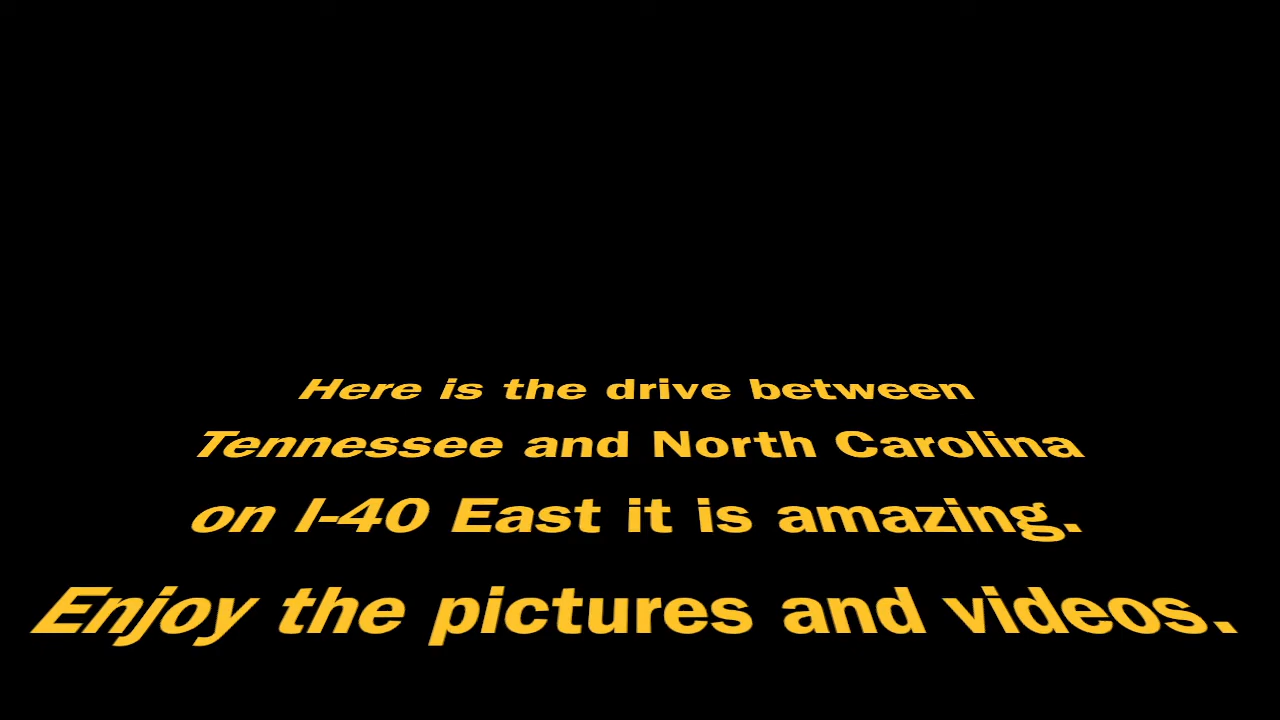 Here is the drive between
Tennessee and North Carolina
on I-40 East it is amazing.
Enjoy the pictures and videos.